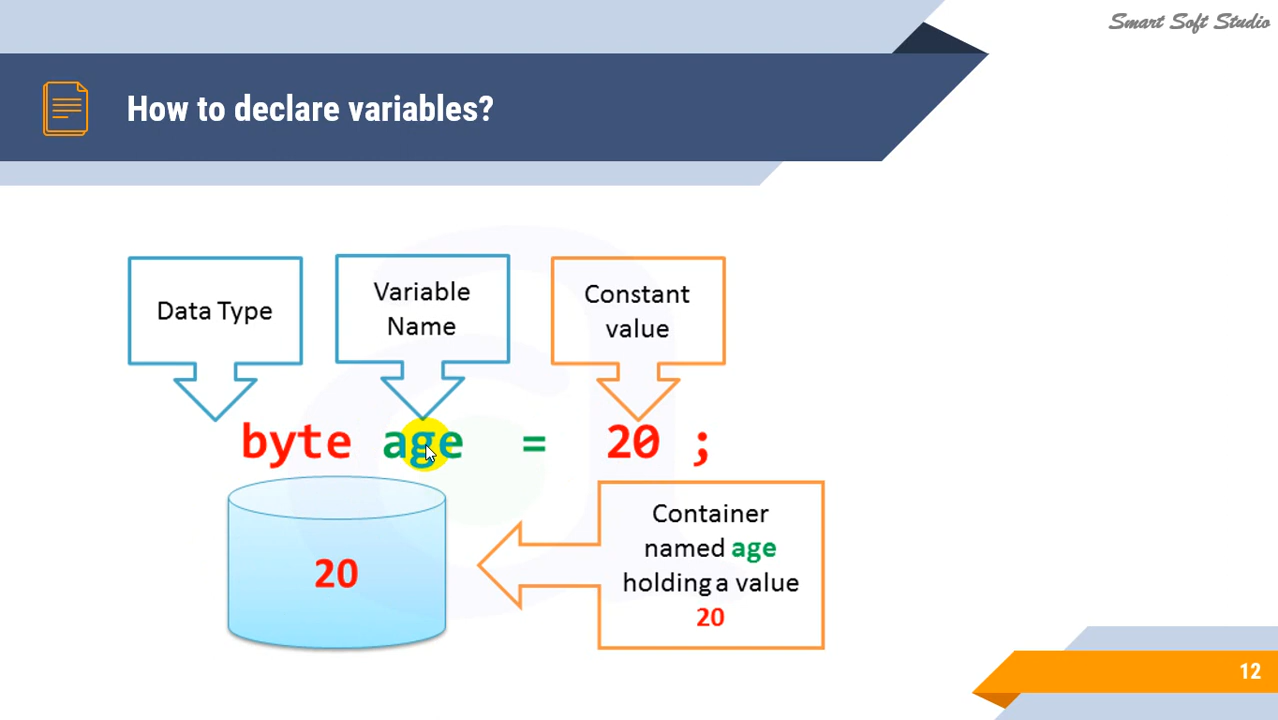 Smart Soft Studio
How to declare variables?
Data Type
Variable
Name
Constant
value
byte age = 20 ;
20
Container
named age
holding a value
20
12